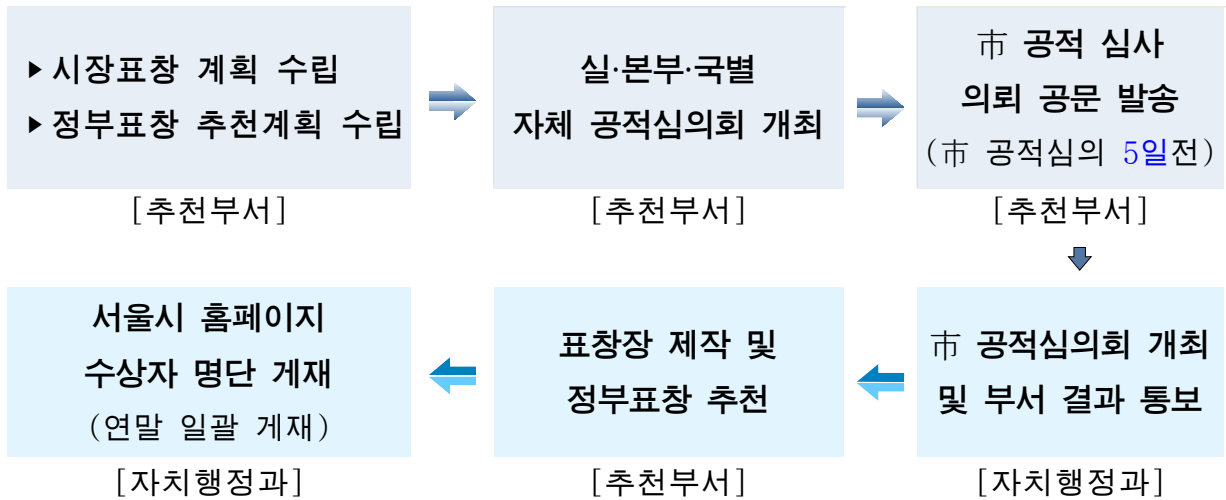 ▶시장표창 계획 수립
▶정부표창 추천계획 수립
[추천부서]
실·본부·국별
자체 공적심의회 개최
[추천부서]
市 공적 심사
의뢰 공문 발송
(市 공적심의 5일전)
[추천부서]
市 공적심의회 개최
및 부서 결과 통보
[자치행정과]
표창장 제작 및
정부표창 추천
[추천부서]
서울시 홈페이지
수상자 명단 게재
(연말 일괄 게재)
[자치행정과]